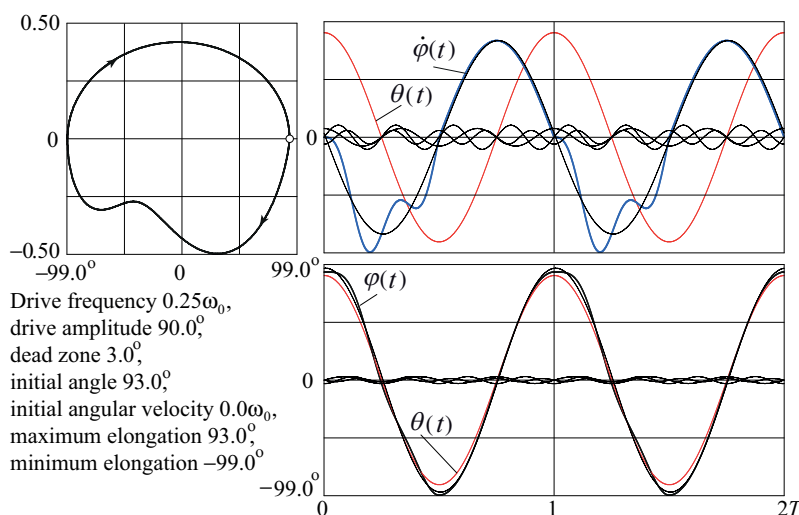 0.50
0
−0.50
−99.0°
0
φ̇(t)
θ(t)
0
99.0°
φ(t)
0
θ(t)
−99.0°
0
1
2T
Drive frequency 0.25ω₀,
drive amplitude 90.0°,
dead zone 3.0°,
initial angle 93.0°,
initial angular velocity 0.0ω₀,
maximum elongation 93.0°,
minimum elongation −99.0°